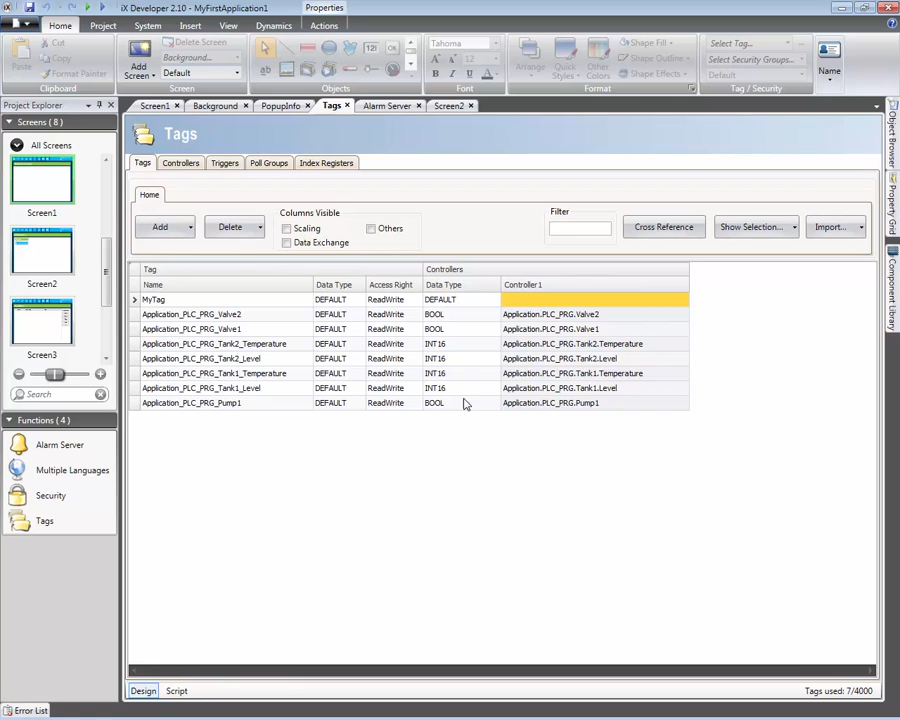 iX Developer 2.10 - MyFirstApplication1
Properties
Home Project System Insert View Dynamics Actions
Paste
Cut
Copy
Format Painter
Clipboard
Add Screen
Delete Screen
Background...
Default
Screen
Objects
Tahoma
12
B I U A
Font
Arrange
Quick Styles
Other Colors
Shape Fill
Shape Outline
Shape Effects
Format
Select Tag...
Select Security Groups...
Default
Tag / Security
Name
Project Explorer
Screen1 Background PopupInfo Tags Alarm Server Screen2
Screens ( 8 )
All Screens
Screen1
Screen2
Screen3
Search
Functions ( 4 )
Alarm Server
Multiple Languages
Security
Tags
Tags
Tags Controllers Triggers Poll Groups Index Registers
Home
Add
Delete
Columns Visible
Scaling
Others
Data Exchange
Filter
Cross Reference
Show Selection...
Import...
Tag Controllers
Name Data Type Access Right Data Type Controller1
MyTag DEFAULT ReadWrite DEFAULT
Application_PLC_PRG_Valve2 DEFAULT ReadWrite BOOL Application.PLC_PRG.Valve2
Application_PLC_PRG_Valve1 DEFAULT ReadWrite BOOL Application.PLC_PRG.Valve1
Application_PLC_PRG_Tank2_Temperature DEFAULT ReadWrite INT16 Application.PLC_PRG.Tank2.Temperature
Application_PLC_PRG_Tank2_Level DEFAULT ReadWrite INT16 Application.PLC_PRG.Tank2.Level
Application_PLC_PRG_Tank1_Temperature DEFAULT ReadWrite INT16 Application.PLC_PRG.Tank1.Temperature
Application_PLC_PRG_Tank1_Level DEFAULT ReadWrite INT16 Application.PLC_PRG.Tank1.Level
Application_PLC_PRG_Pump1 DEFAULT ReadWrite BOOL Application.PLC_PRG.Pump1
Object Browser
Property Grid
Component Library
Design Script
Tags used: 7/4000
Error List